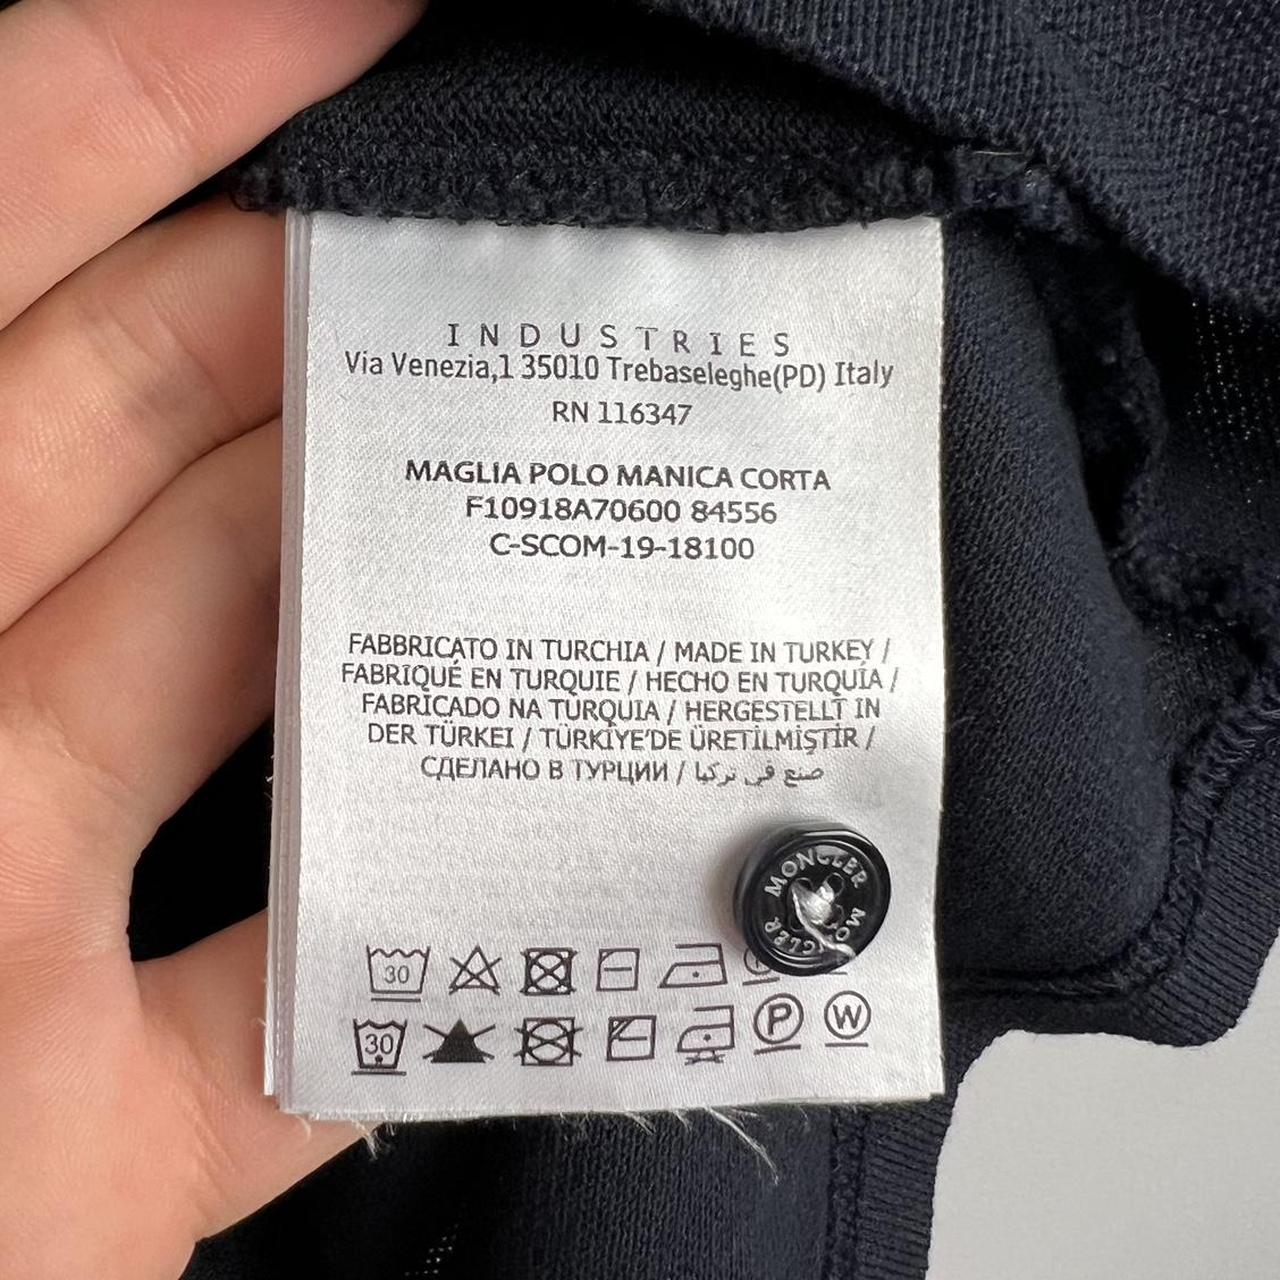 INDUSTRIES
Via Venezia,1 35010 Trebaseleghe(PD) Italy
RN 116347
MAGLIA POLO MANICA CORTA
F10918A70600 84556
C-SCOM-19-18100
FABBRICATO IN TURCHIA / MADE IN TURKEY /
FABRIQUÉ EN TURQUIE / HECHO EN TURQUÍA /
FABRICADO NA TURQUIA / HERGESTELLT IN
DER TÜRKEI / TÜRKİYE'DE ÜRETİLMİŞTİR /
СДЕЛАНО В ТУРЦИИ / صنع في تركيا
MONCLER
MONCLER
30
30 P W